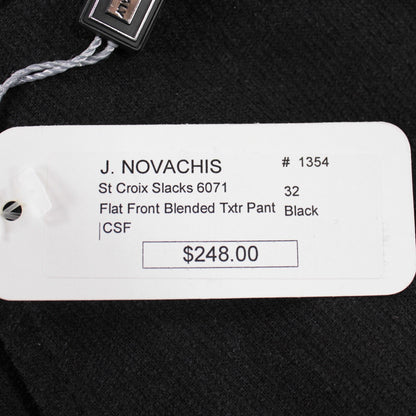 J. NOVACHIS # 1354
St Croix Slacks 6071 32
Flat Front Blended Txtr Pant Black
CSF
$248.00